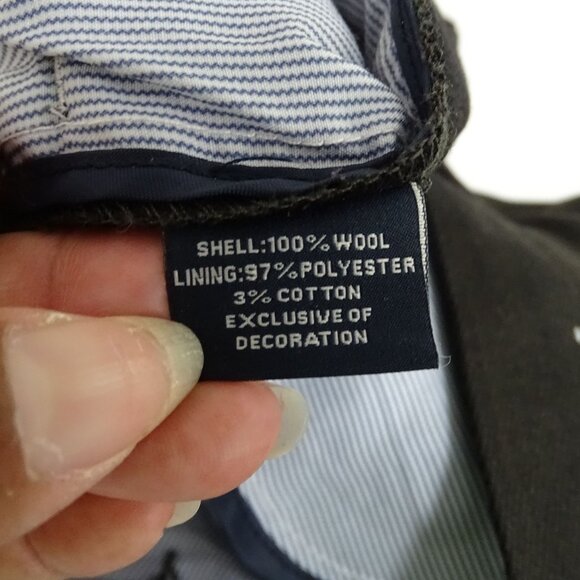 SHELL:100%WOOL
LINING:97%POLYESTER
3% COTTON
EXCLUSIVE OF
DECORATION